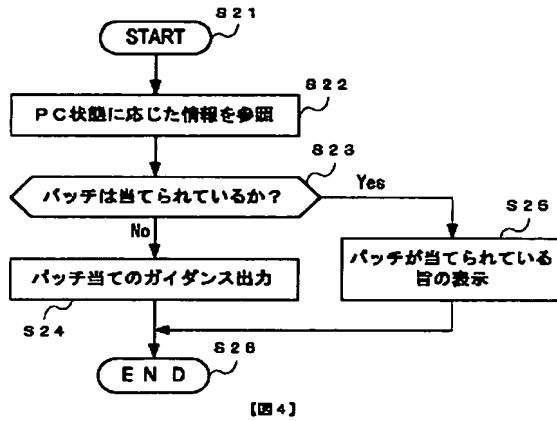 S21
START
S22
PC状態に応じた情報を参照
S23
パッチは当てられているか?
Yes
No
S26
パッチ当てのガイダンス出力
パッチが当てられている
旨の表示
S24
S26
END
【図4】